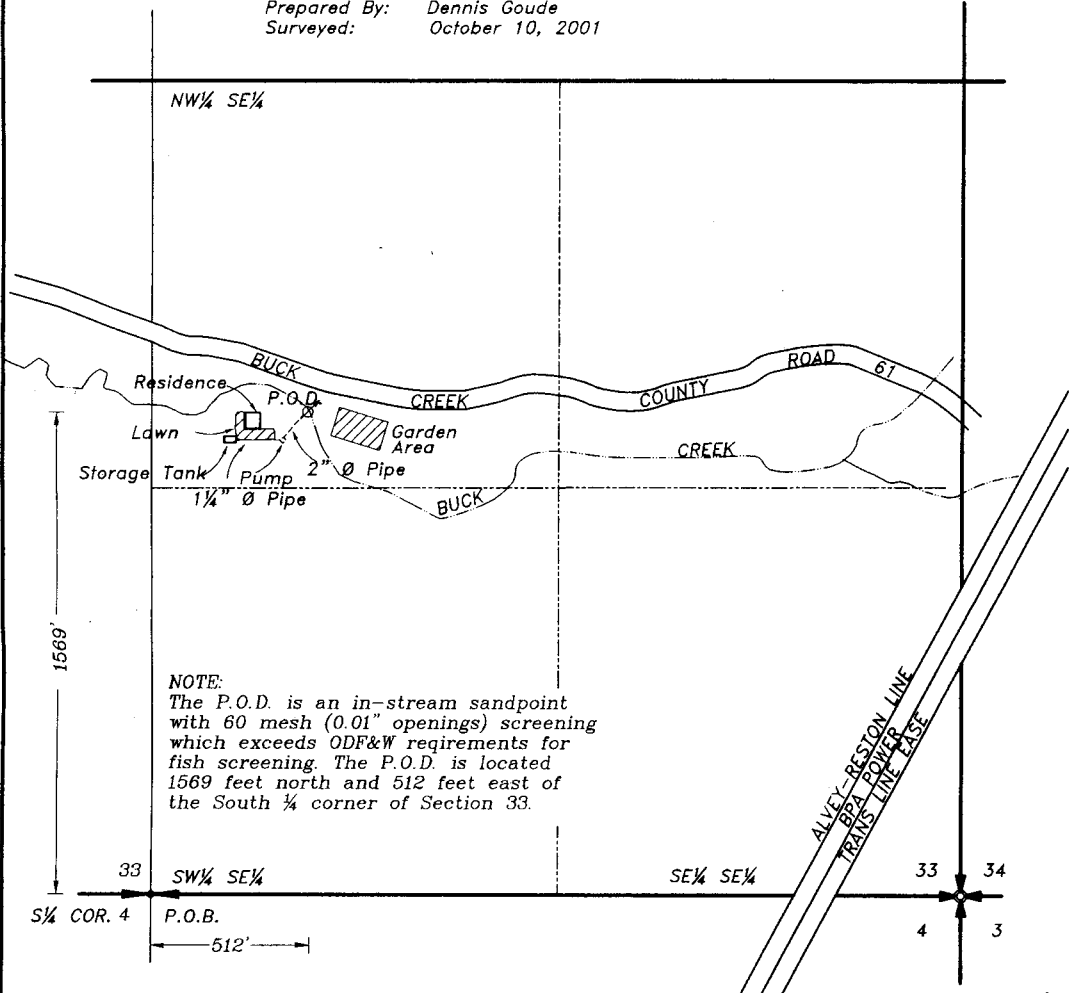 Prepared By: Dennis Goude
Surveyed: October 10, 2001
NW¼ SE¼
BUCK CREEK COUNTY ROAD 61
Residence
P.O.D.
Lawn
Garden
Area
Storage Tank
Pump
2" Ø Pipe
1¼" Ø Pipe
BUCK CREEK
1569'
NOTE:
The P.O.D. is an in-stream sandpoint
with 60 mesh (0.01" openings) screening
which exceeds ODF&W reqirements for
fish screening. The P.O.D. is located
1569 feet north and 512 feet east of
the South ¼ corner of Section 33.
ALVEY-RESTON LINE
BPA POWER
TRANS LINE EASE
33
SW¼ SE¼
SE¼ SE¼
33
34
S¼ COR. 4
P.O.B.
4
3
512'